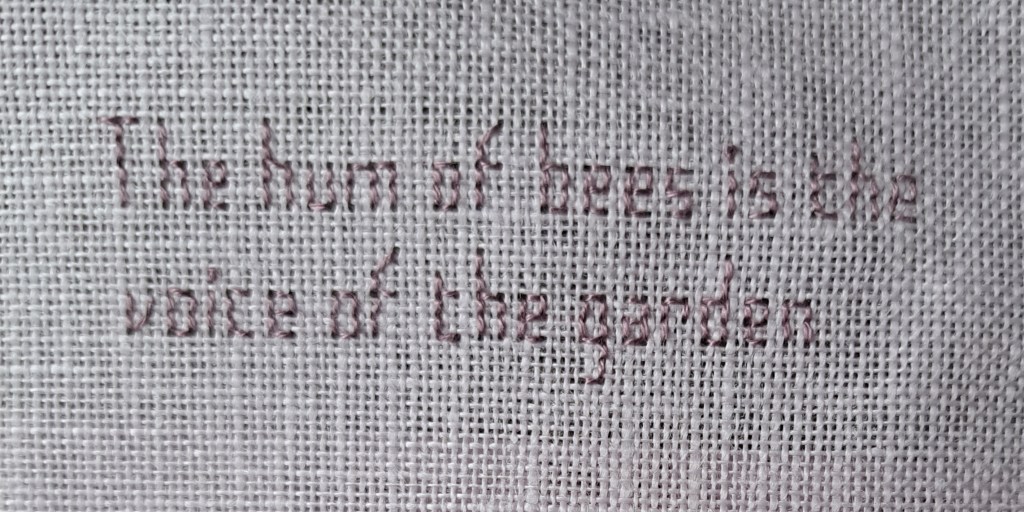 The hum of bees is the
voice of the garden